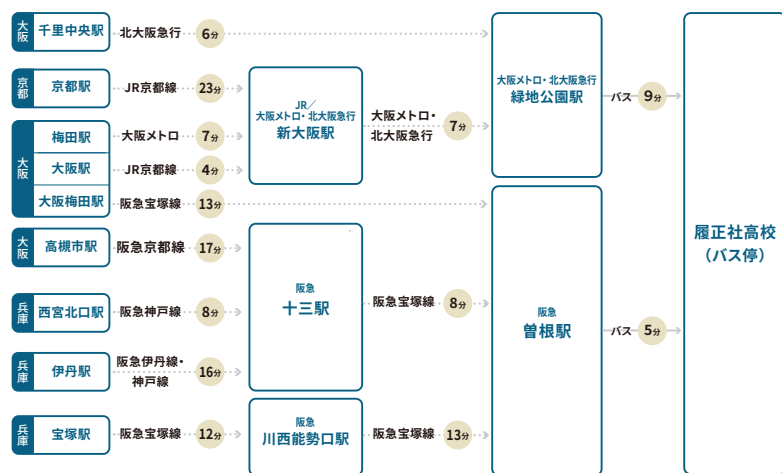 大阪
千里中央駅
北大阪急行
6分
京都
京都駅
JR京都線
23分
大阪
梅田駅
大阪メトロ
7分
大阪駅
JR京都線
4分
大阪梅田駅
阪急宝塚線
13分
大阪
高槻市駅
阪急京都線
17分
兵庫
西宮北口駅
阪急神戸線
8分
兵庫
伊丹駅
阪急伊丹線・
神戸線
16分
兵庫
宝塚駅
阪急宝塚線
12分
JR／
大阪メトロ・北大阪急行
新大阪駅
大阪メトロ・
北大阪急行
7分
阪急
十三駅
阪急宝塚線
8分
阪急
川西能勢口駅
阪急宝塚線
13分
大阪メトロ・北大阪急行
緑地公園駅
バス
9分
阪急
曽根駅
バス
5分
履正社高校
（バス停）